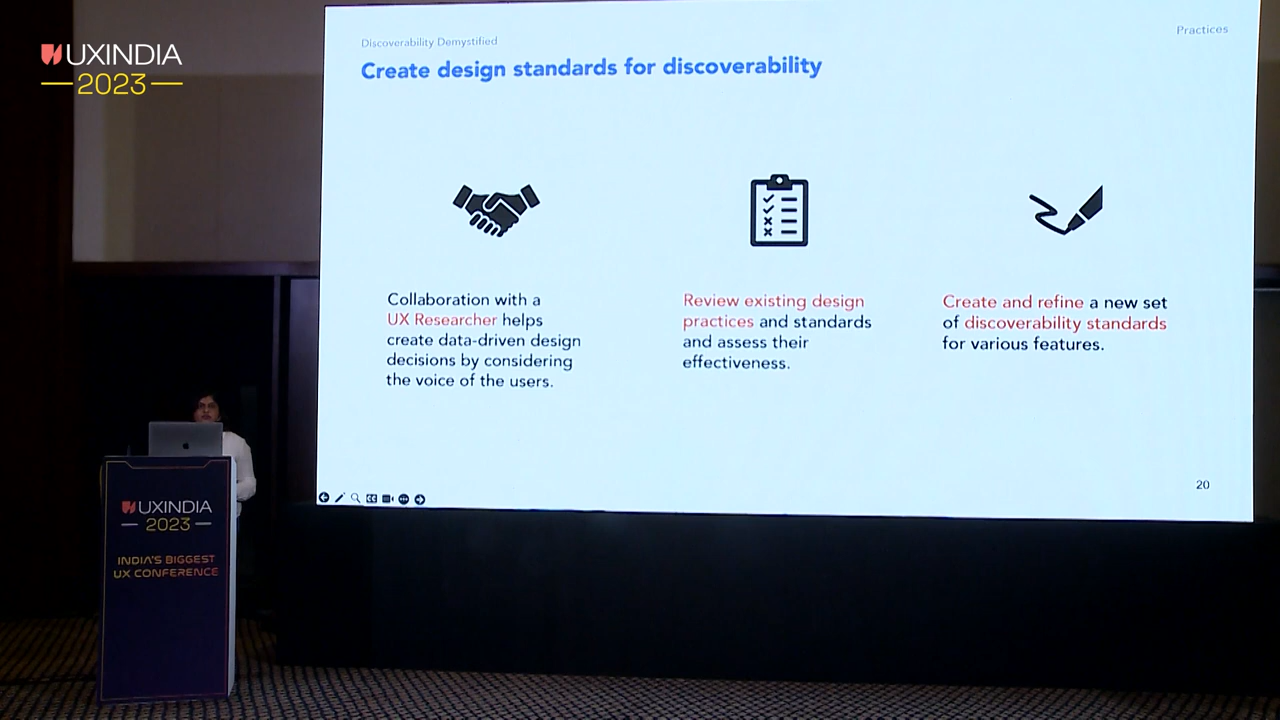 UXINDIA
2023
Discoverability Demystified
Practices
Create design standards for discoverability
Collaboration with a
UX Researcher helps
create data-driven design
decisions by considering
the voice of the users.
Review existing design
practices and standards
and assess their
effectiveness.
Create and refine a new set
of discoverability standards
for various features.
20
UXINDIA
2023
INDIA'S BIGGEST
UX CONFERENCE